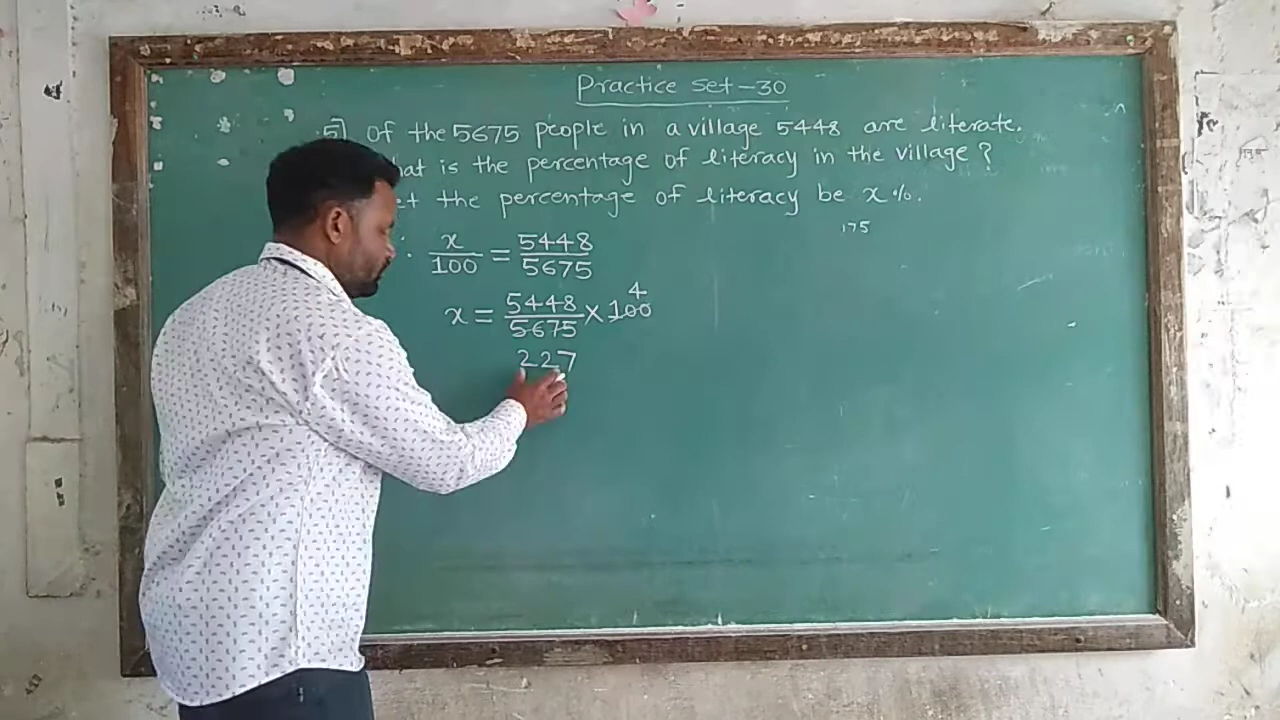 Practice Set-30
5] Of the 5675 people in a village 5448 are literate.
hat is the percentage of literacy in the village?
et the percentage of literacy be x%.
175
x/100 = 5448/5675
x = 5448/5675 × 100 4
227